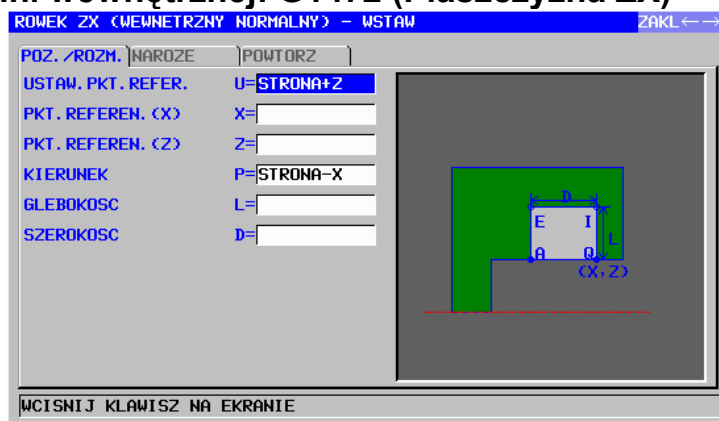 ROWEK ZX (WEWNETRZNY NORMALNY) - WSTAW ZAKL←→
POZ./ROZM. NAROZE POWTORZ
USTAW.PKT.REFER. U=STRONA+Z
PKT.REFEREN.(X) X=
PKT.REFEREN.(Z) Z=
KIERUNEK P=STRONA-X
GLEBOKOSC L=
SZEROKOSC D=
D
E I
L
A Q
(X,Z)
WCISNIJ KLAWISZ NA EKRANIE